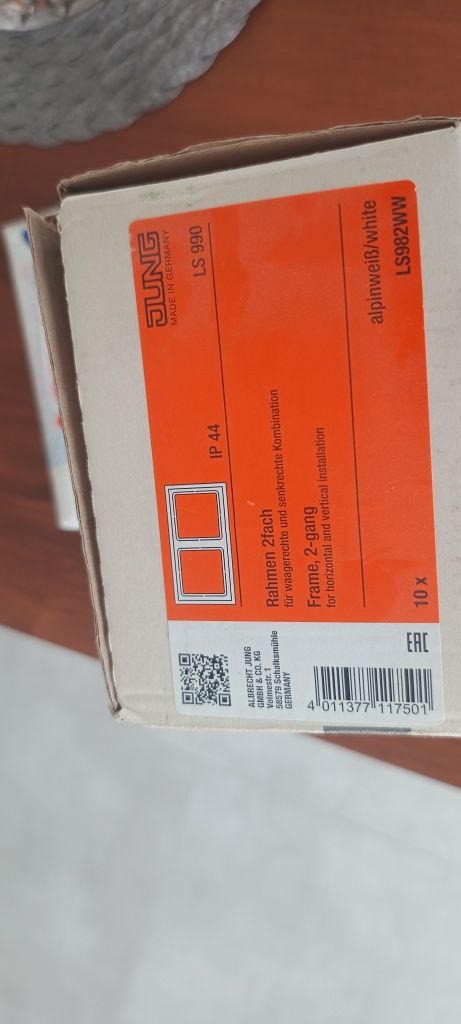 JUNG
MADE IN GERMANY
LS 990
IP 44
Rahmen 2fach
für waagerechte und senkrechte Kombination
Frame, 2-gang
for horizontal and vertical installation
10 x
alpinweiß/white
LS982WW
ALBRECHT JUNG
GMBH & CO. KG
Volmestr. 1
58579 Schalksmühle
GERMANY
EAC
4 011377 117501